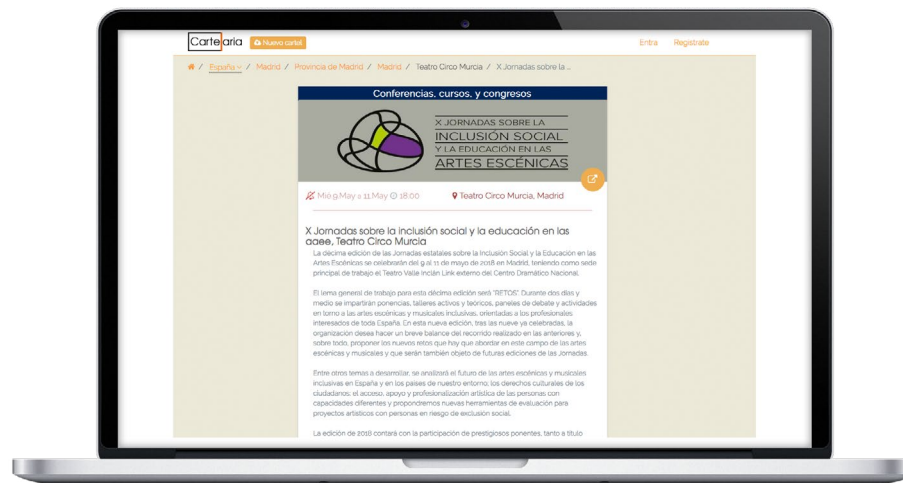 Cartelaria Nuevo cartel Entra Regístrate
/ España / Madrid / Provincia de Madrid / Madrid / Teatro Circo Murcia / X Jornadas sobre la ...
Conferencias, cursos, y congresos
X JORNADAS SOBRE LA
INCLUSIÓN SOCIAL
Y LA EDUCACIÓN EN LAS
ARTES ESCÉNICAS
Mié 9.May a 11.May 18:00 Teatro Circo Murcia, Madrid
X Jornadas sobre la inclusión social y la educación en las
aaee, Teatro Circo Murcia
La décima edición de las Jornadas estatales sobre la Inclusión Social y la Educación en las
Artes Escénicas se celebrarán del 9 al 11 de mayo de 2018 en Madrid, teniendo como sede
principal de trabajo el Teatro Valle Inclán Link externo del Centro Dramático Nacional.
El lema general de trabajo para esta décima edición será "RETOS". Durante dos días y
medio se impartirán ponencias, talleres activos y teóricos, paneles de debate y actividades
en torno a las artes escénicas y musicales inclusivas, orientadas a los profesionales
interesados de toda España. En esta nueva edición, tras las nueve ya celebradas, la
organización desea hacer un breve balance del recorrido realizado en las anteriores y,
sobre todo, proponer los nuevos retos que hay que abordar en este campo de las artes
escénicas y musicales y que serán también objeto de futuras ediciones de las Jornadas.
Entre otros temas a desarrollar, se analizará el futuro de las artes escénicas y musicales
inclusivas en España y en los países de nuestro entorno; los derechos culturales de los
ciudadanos; el acceso, apoyo y profesionalización artística de las personas con
capacidades diferentes y propondremos nuevas herramientas de evaluación para
proyectos artísticos con personas en riesgo de exclusión social.
La edición de 2018 contará con la participación de prestigiosos ponentes, tanto a título